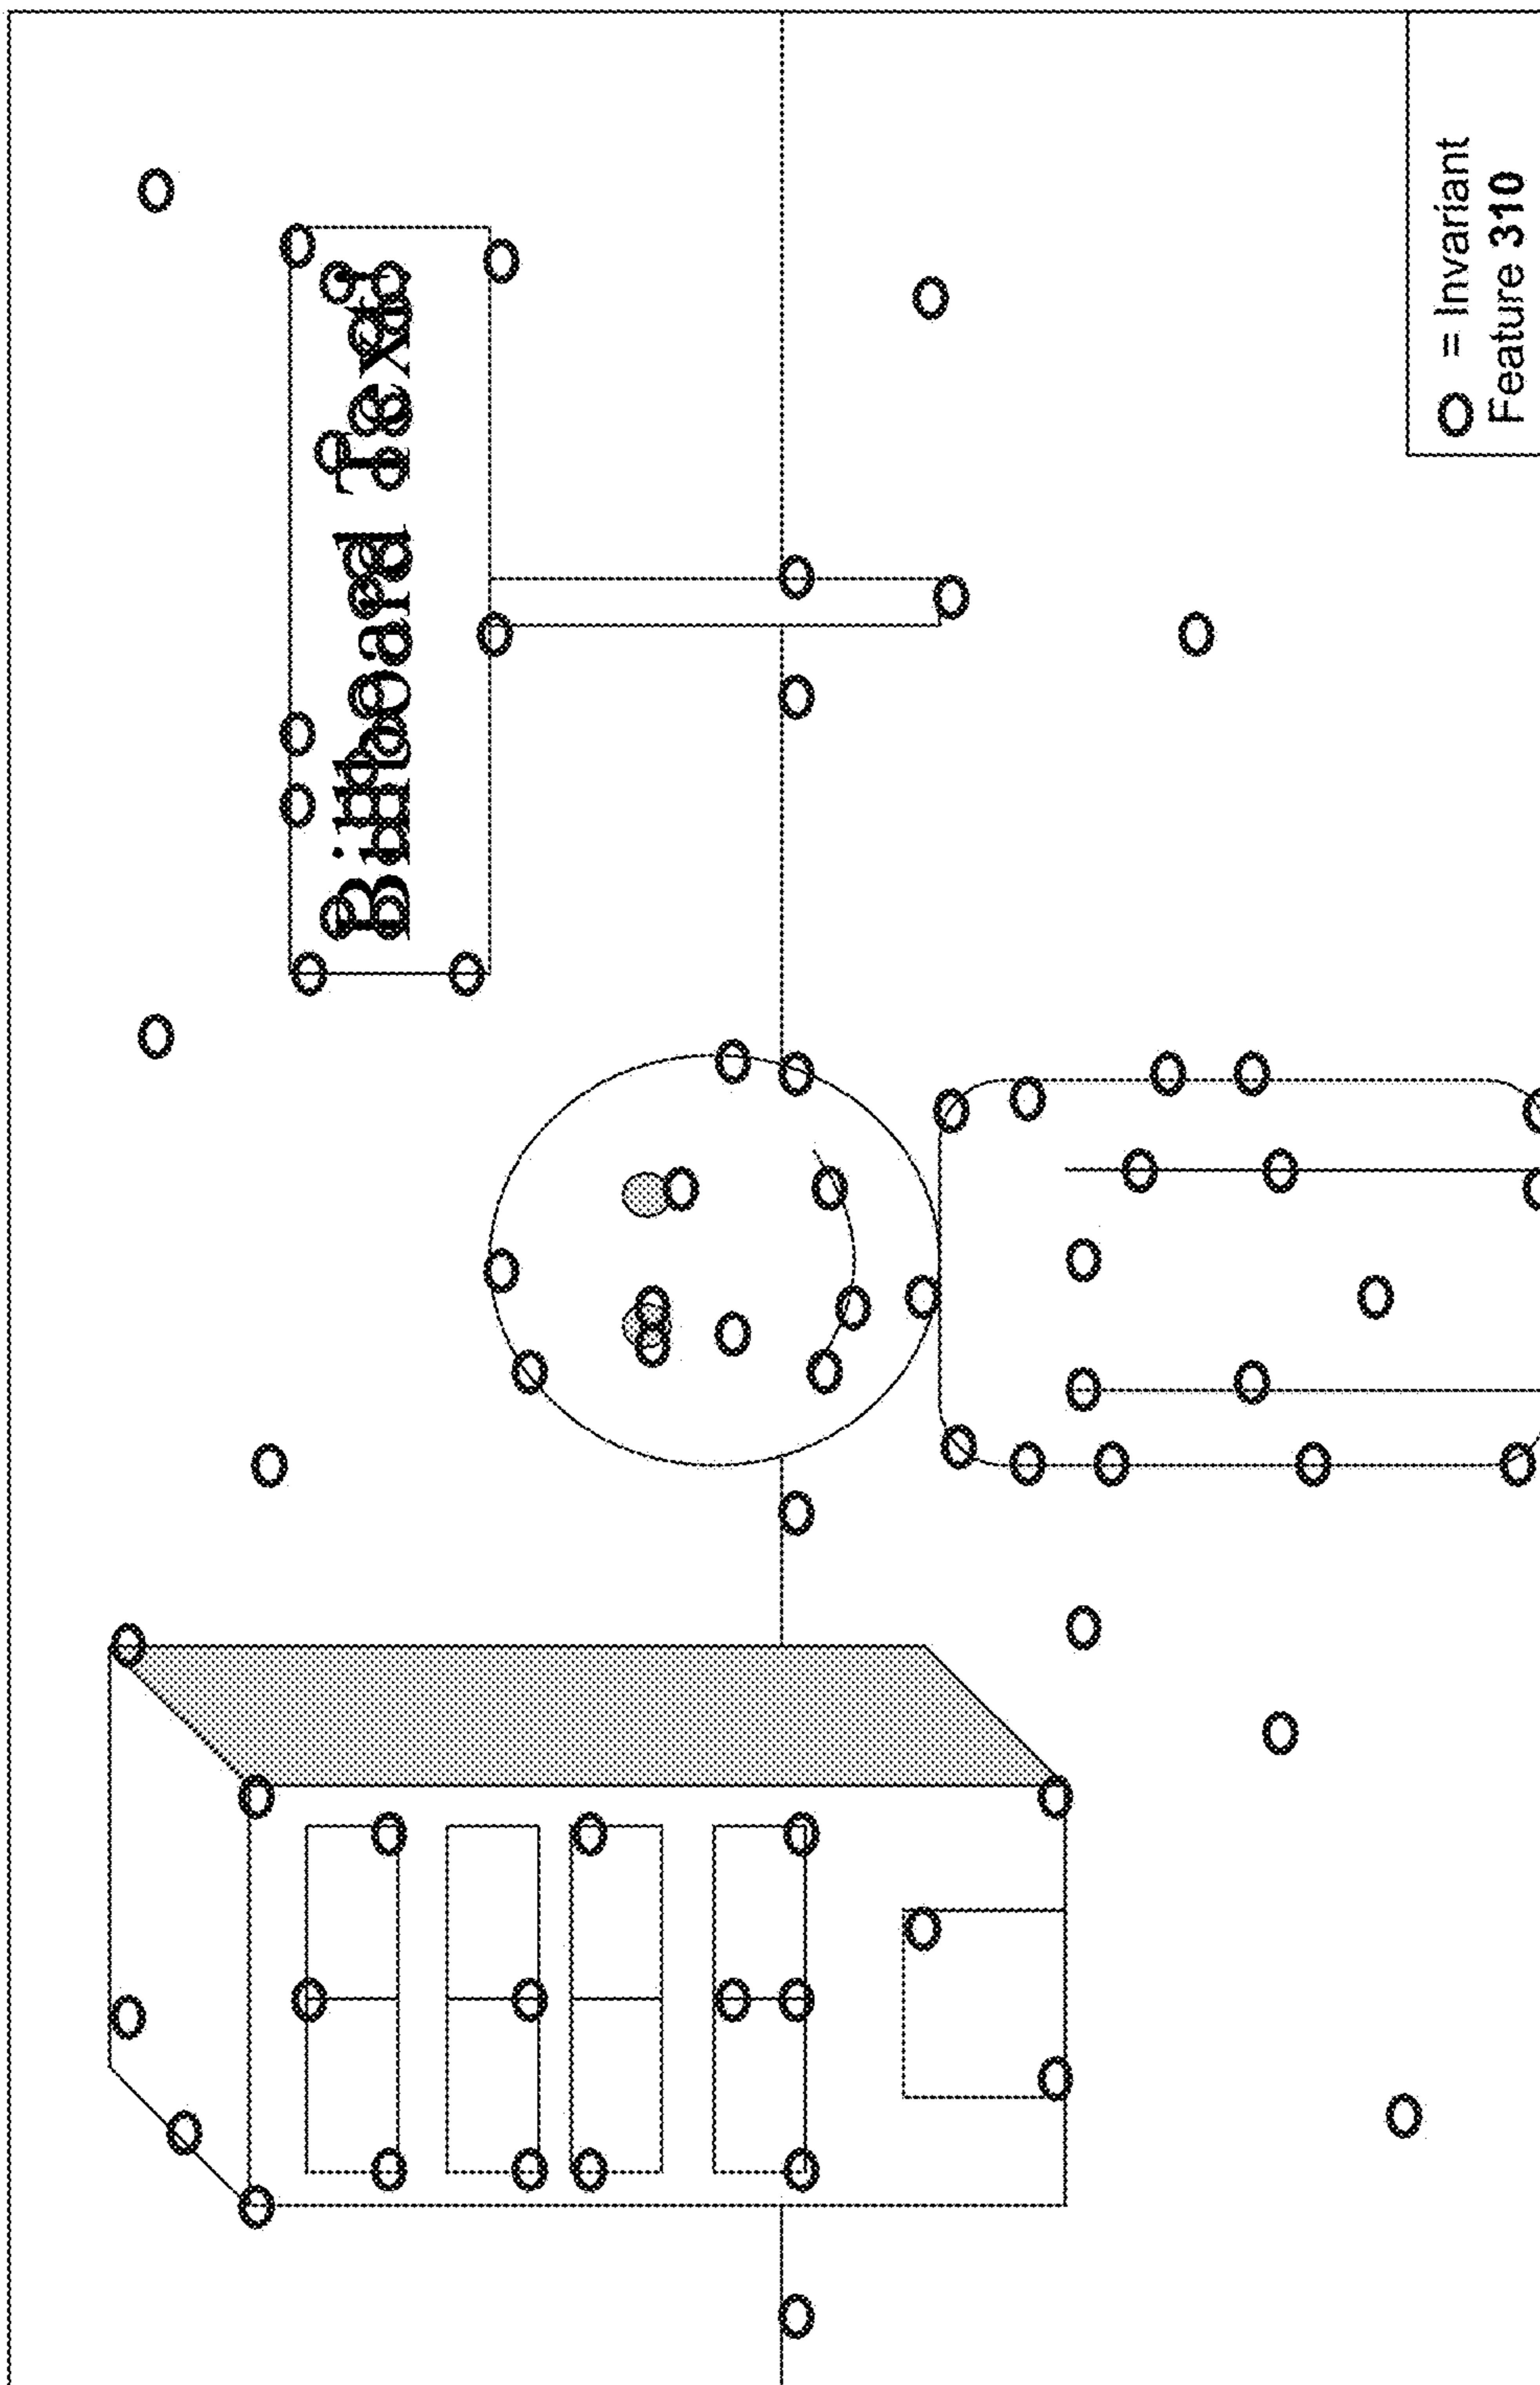 Billboard Text
= Invariant
Feature 310